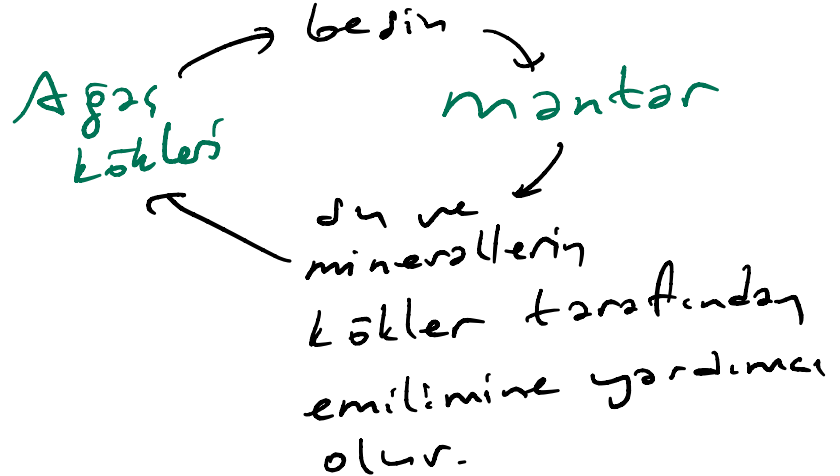 besin
Ağaç
kökleri
mantar
su ve
minerallerin
kökler tarafından
emilimine yardımcı
olur.